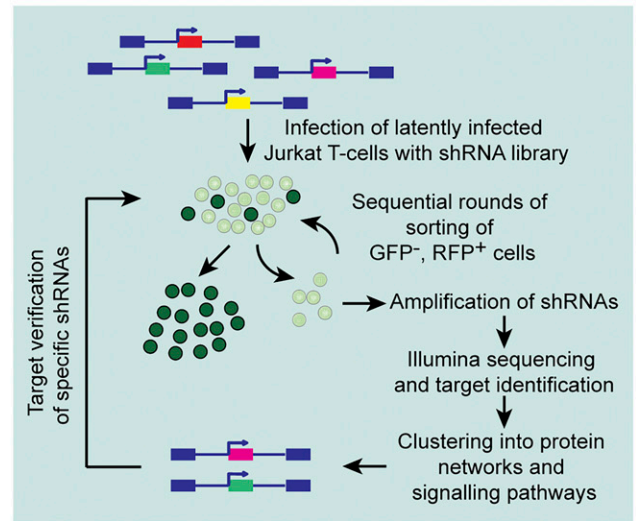 Infection of latently infected
Jurkat T-cells with shRNA library
Sequential rounds of
sorting of
GFP⁻, RFP⁺ cells
Amplification of shRNAs
Illumina sequencing
and target identification
Clustering into protein
networks and
signalling pathways
Target verification
of specific shRNAs